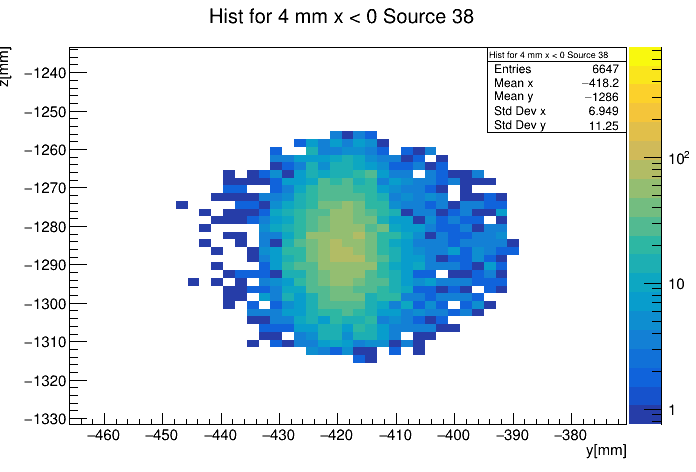 Hist for 4 mm x < 0 Source 38
z[mm]
Hist for 4 mm x < 0 Source 38
Entries 6647
Mean x −418.2
Mean y −1286
Std Dev x 6.949
Std Dev y 11.25
−1240
−1250
−1260
−1270
−1280
−1290
−1300
−1310
−1320
−1330
10²
10
1
−460 −450 −440 −430 −420 −410 −400 −390 −380
y[mm]